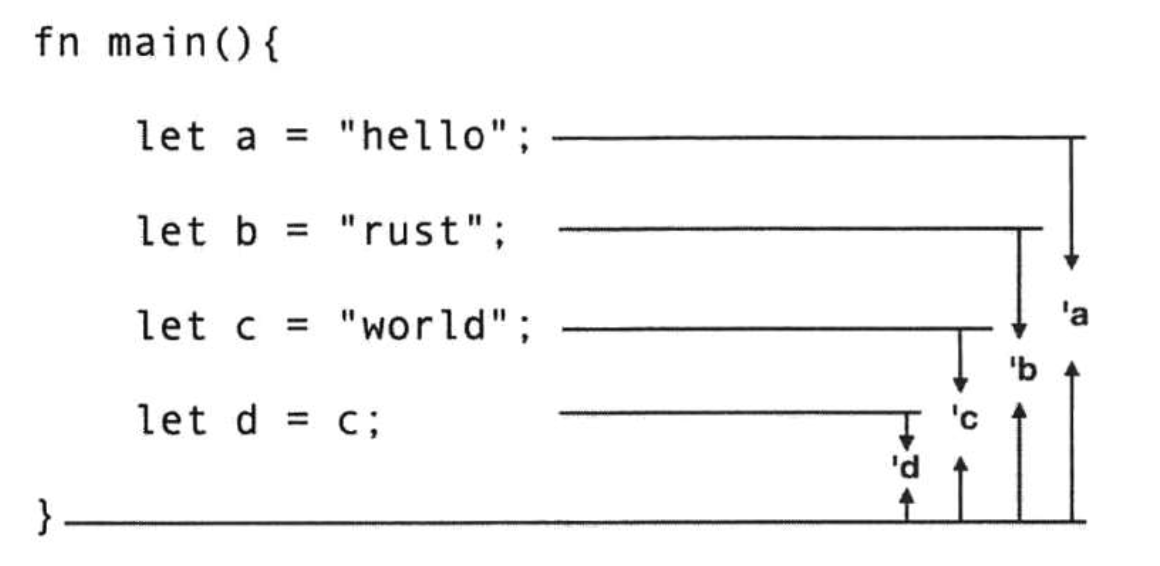 fn main(){
let a = "hello";
let b = "rust";
let c = "world";
let d = c;
}
'a
'b
'c
'd